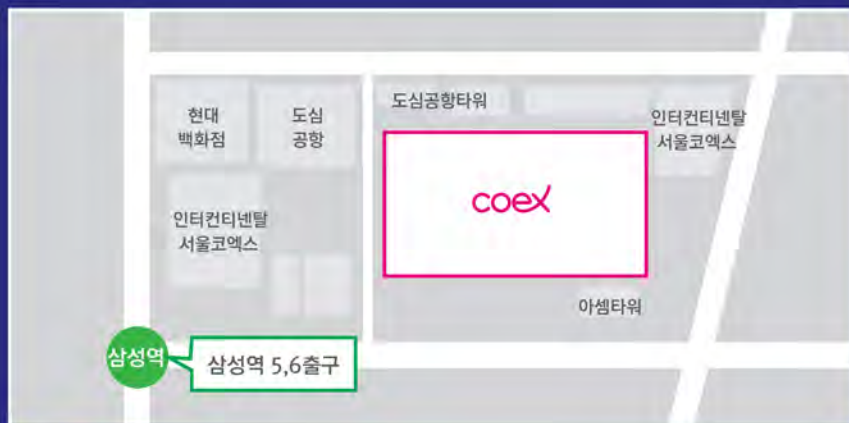 현대
백화점
도심
공항
도심공항타워
인터컨티넨탈
서울코엑스
coex
인터컨티넨탈
서울코엑스
아셈타워
삼성역
삼성역 5,6출구